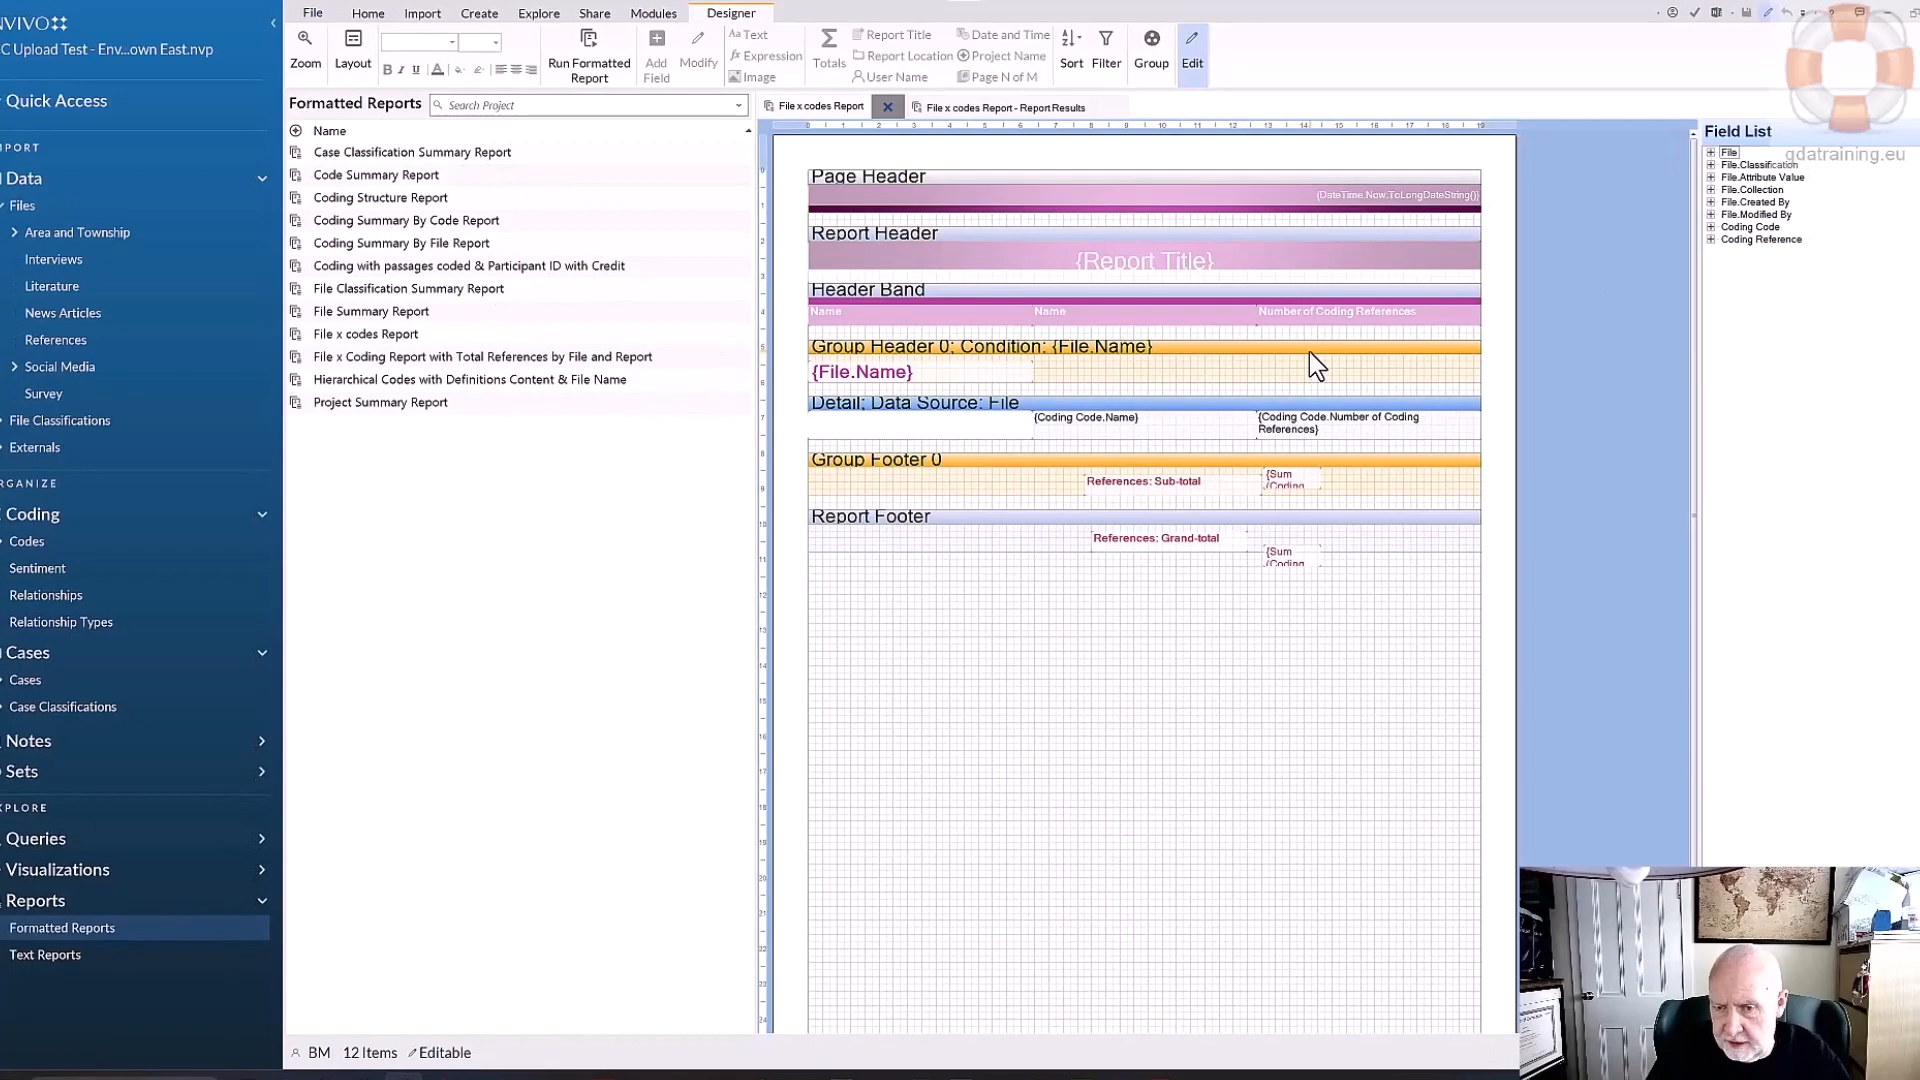 NVIVO
C Upload Test - Env...own East.nvp
File
Home
Import
Create
Explore
Share
Modules
Designer
Zoom
Layout
B I U A
Run Formatted
Report
Add
Field
Modify
Text
Expression
Image
Totals
Report Title
Report Location
User Name
Date and Time
Project Name
Page N of M
Sort
Filter
Group
Edit
Quick Access
IMPORT
Data
Files
Area and Township
Interviews
Literature
News Articles
References
Social Media
Survey
File Classifications
Externals
ORGANIZE
Coding
Codes
Sentiment
Relationships
Relationship Types
Cases
Cases
Case Classifications
Notes
Sets
EXPLORE
Queries
Visualizations
Reports
Formatted Reports
Text Reports
Formatted Reports
Search Project
Name
Case Classification Summary Report
Code Summary Report
Coding Structure Report
Coding Summary By Code Report
Coding Summary By File Report
Coding with passages coded & Participant ID with Credit
File Classification Summary Report
File Summary Report
File x codes Report
File x Coding Report with Total References by File and Report
Hierarchical Codes with Definitions Content & File Name
Project Summary Report
BM 12 Items Editable
File x codes Report
File x codes Report - Report Results
Page Header
{DateTime.Now.ToLongDateString()}
Report Header
{Report Title}
Header Band
Name Name Number of Coding References
Group Header 0; Condition: {File.Name}
{File.Name}
Detail; Data Source: File
{Coding Code.Name}
{Coding Code.Number of Coding
References}
Group Footer 0
References: Sub-total
{Sum
(Coding
Report Footer
References: Grand-total
{Sum
(Coding
Field List
File
File.Classification
File.Attribute Value
File.Collection
File.Created By
File.Modified By
Coding Code
Coding Reference
qdatraining.eu